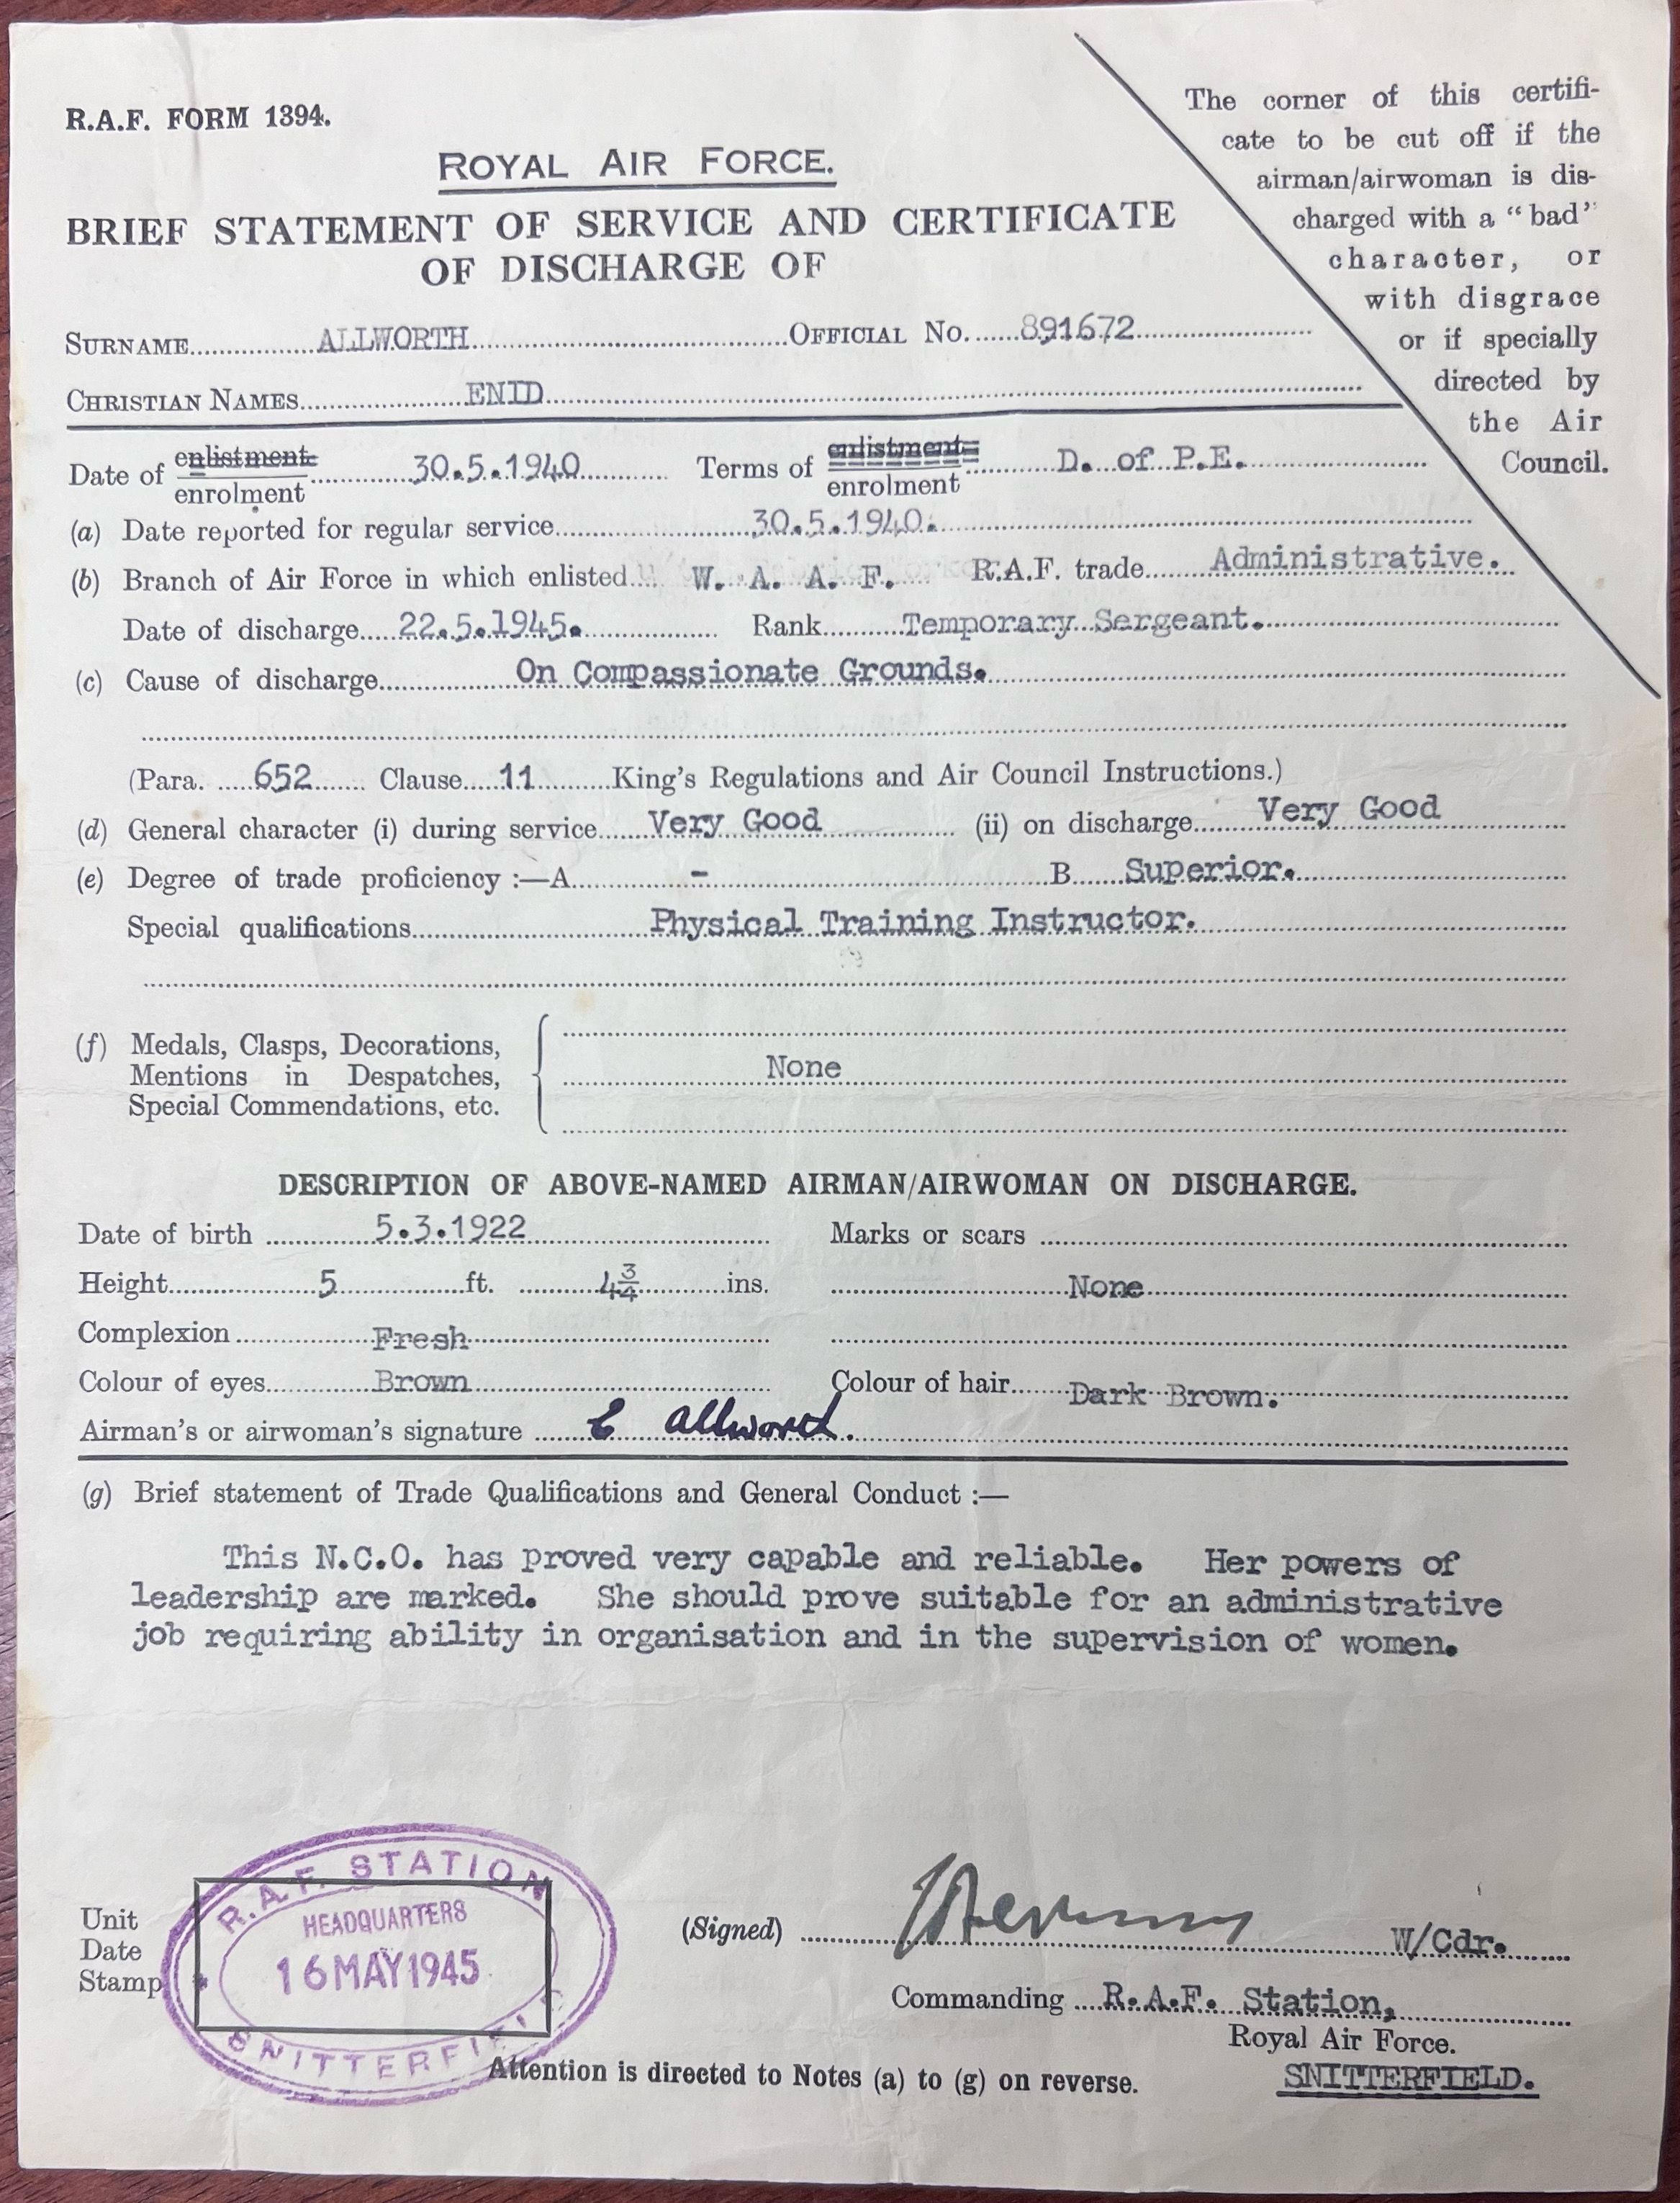 R.A.F. FORM 1394.
ROYAL AIR FORCE.
BRIEF STATEMENT OF SERVICE AND CERTIFICATE
OF DISCHARGE OF
The corner of this certifi-
cate to be cut off if the
airman/airwoman is dis-
charged with a "bad"
character, or
with disgrace
or if specially
directed by
the Air
Council.
SURNAME ALLWORTH OFFICIAL No. 891672
CHRISTIAN NAMES ENID
Date of enlistment enrolment 30.5.1940 Terms of enlistment enrolment D. of P.E.
(a) Date reported for regular service 30.5.1940.
(b) Branch of Air Force in which enlisted W. A. A. F. R.A.F. trade Administrative.
Date of discharge 22.5.1945. Rank Temporary Sergeant.
(c) Cause of discharge On Compassionate Grounds.
(Para. 652 Clause 11 King's Regulations and Air Council Instructions.)
(d) General character (i) during service Very Good (ii) on discharge Very Good
(e) Degree of trade proficiency :—A - B Superior.
Special qualifications Physical Training Instructor.
(f) Medals, Clasps, Decorations,
Mentions in Despatches,
Special Commendations, etc.
None
DESCRIPTION OF ABOVE-NAMED AIRMAN/AIRWOMAN ON DISCHARGE.
Date of birth 5.3.1922 Marks or scars
Height 5 ft. 4¾ ins. None
Complexion Fresh
Colour of eyes Brown Colour of hair Dark Brown.
Airman's or airwoman's signature E Allworth.
(g) Brief statement of Trade Qualifications and General Conduct :—
This N.C.O. has proved very capable and reliable. Her powers of
leadership are marked. She should prove suitable for an administrative
job requiring ability in organisation and in the supervision of women.
Unit
Date
Stamp
R.A.F. STATION
HEADQUARTERS
16 MAY 1945
SNITTERFIELD
(Signed) W/Cdr.
Commanding R.A.F. Station,
Royal Air Force.
SNITTERFIELD.
Attention is directed to Notes (a) to (g) on reverse.